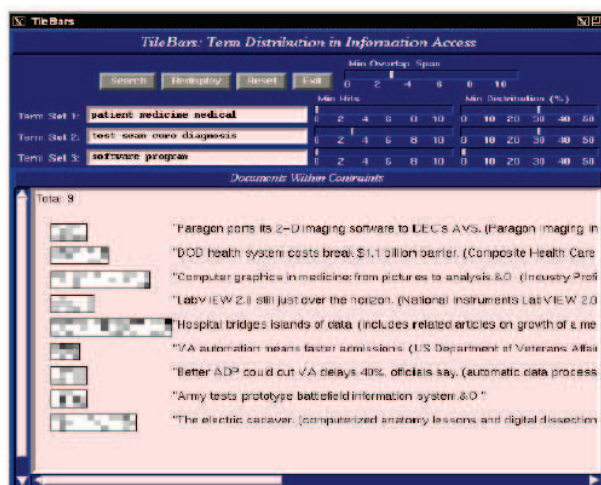 TileBars
TileBars: Term Distribution in Information Access
Min Overlap Span
Search Redisplay Reset Exit
0 2 4 6 8 10
Min Hits Min Distribution (%)
Term Set 1: patient medicine medical
0 2 4 6 8 10 0 10 20 30 40 50
Term Set 2: test scan cure diagnosis
0 2 4 6 8 10 0 10 20 30 40 50
Term Set 3: software program
0 2 4 6 8 10 0 10 20 30 40 50
Documents Within Contraints
Total: 9
"Paragon ports its 2-D imaging software to DEC's AVS. (Paragon Imaging In
"DOD health system costs break $1.1 billion barrier. (Composite Health Care
"Computer graphics in medicine: from pictures to analysis.&O (Industry Profi
"LabVIEW 2.0 still just over the horizon. (National Instruments LabVIEW 2.0
"Hospital bridges islands of data. (includes related articles on growth of a me
"VA automation means faster admissions. (US Department of Veterans Affai
"Better ADP could cut VA delays 40%, officials say. (automatic data process
"Army tests prototype battlefield information system.&O "
"The electric cadaver. (computerized anatomy lessons and digital dissection